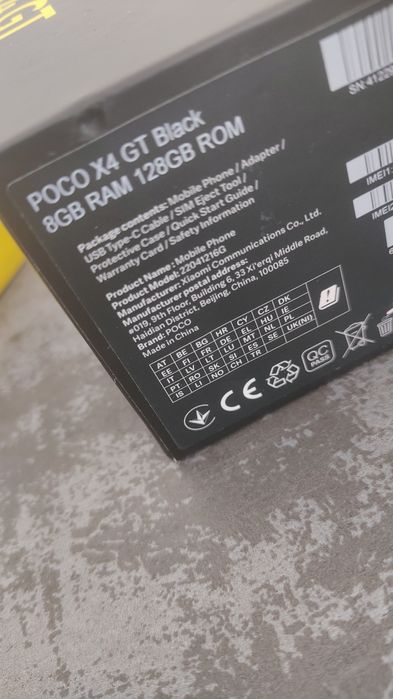 POCO X4 GT Black
8GB RAM 128GB ROM
Package contents: Mobile Phone / Adapter /
USB Type-C Cable / SIM Eject Tool /
Protective Case / Quick Start Guide /
Warranty Card / Safety Information
Product Name: Mobile Phone
Product Model: 22041216G
Manufacturer: Xiaomi Communications Co., Ltd.
Manufacturer postal address:
#019, 9th Floor, Building 6, 33 Xi'erqi Middle Road,
Haidian District, Beijing, China, 100085
Brand: POCO
Made in China
AT BE BG HR CY CZ DK
EE FI FR DE EL HU IE
IT LV LT LU MT NL PL
PT RO SK SI ES SE UK(NI)
IS LI NO CH TR
CE
QC
PASS
IMEI1: